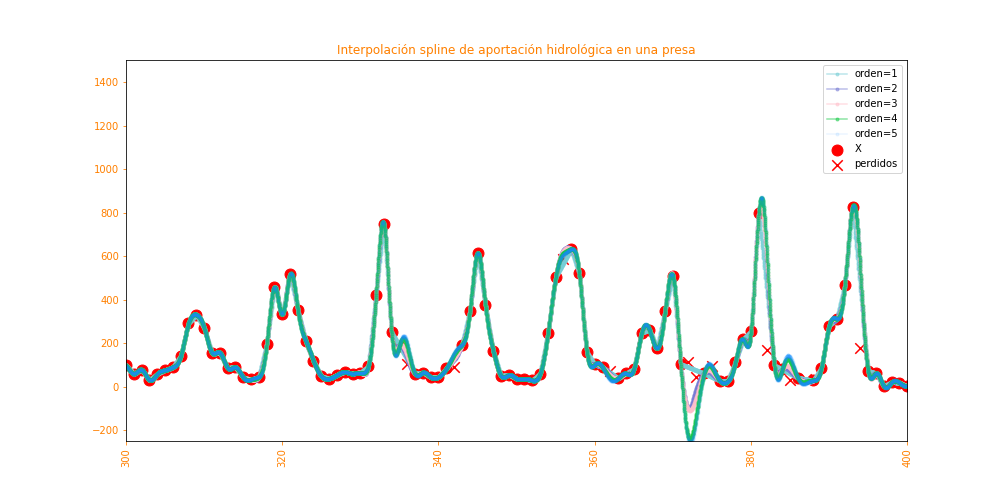 Interpolación spline de aportación hidrológica en una presa
orden=1
orden=2
orden=3
orden=4
orden=5
X
perdidos
1400
1200
1000
800
600
400
200
0
−200
300
320
340
360
380
400